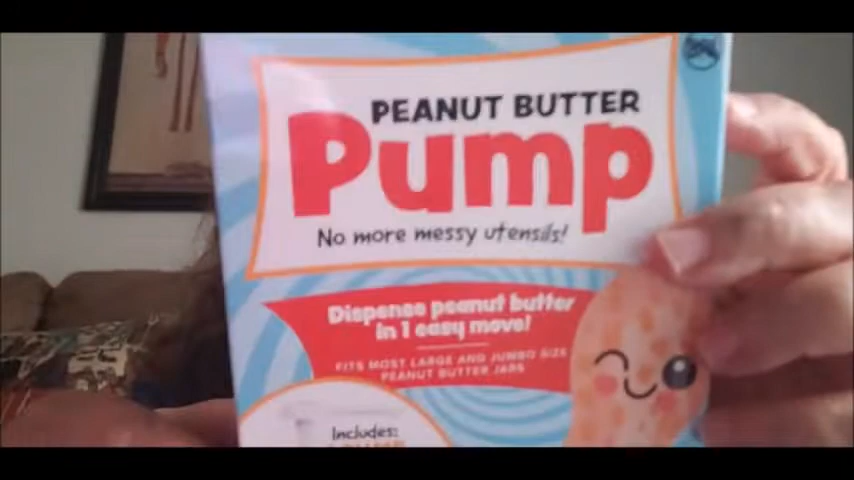 PEANUT BUTTER
Pump
No more messy utensils!
Dispense peanut butter
in 1 easy move!
FITS MOST LARGE AND JUMBO SIZE
PEANUT BUTTER JARS
Includes: